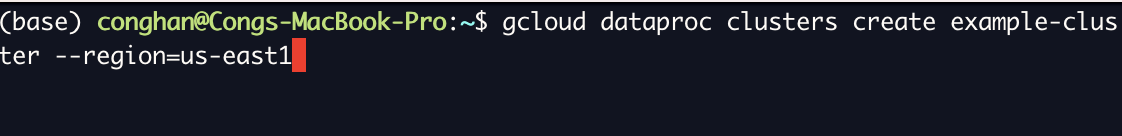 (base) conghan@Congs-MacBook-Pro:~$ gcloud dataproc clusters create example-clus
ter --region=us-east1